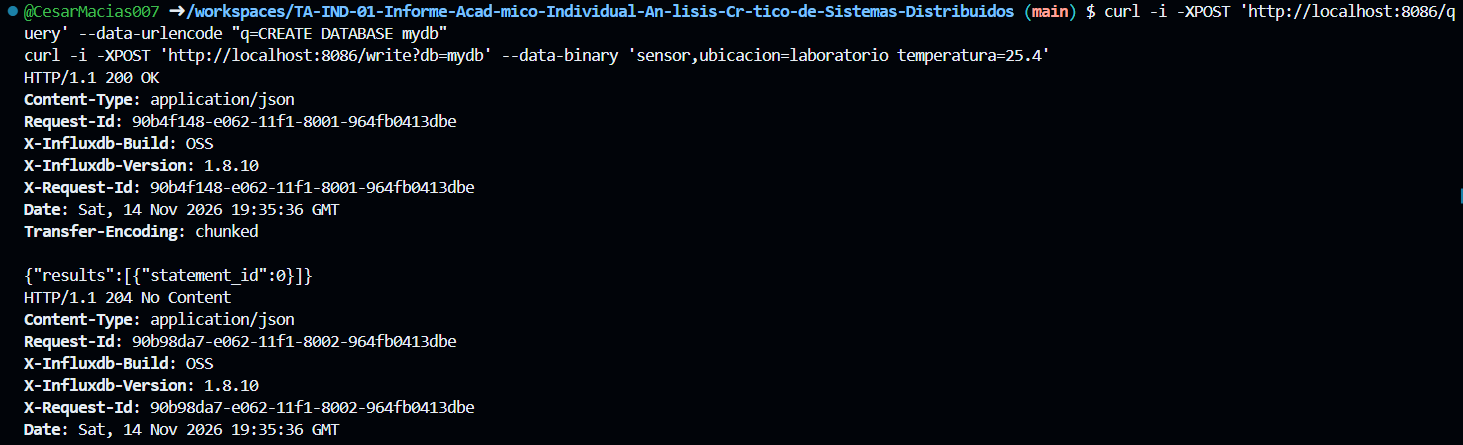 @CesarMacias007 ➜/workspaces/TA-IND-01-Informe-Acad-mico-Individual-An-lisis-Cr-tico-de-Sistemas-Distribuidos (main) $ curl -i -XPOST 'http://localhost:8086/q
uery' --data-urlencode "q=CREATE DATABASE mydb"
curl -i -XPOST 'http://localhost:8086/write?db=mydb' --data-binary 'sensor,ubicacion=laboratorio temperatura=25.4'
HTTP/1.1 200 OK
Content-Type: application/json
Request-Id: 90b4f148-e062-11f1-8001-964fb0413dbe
X-Influxdb-Build: OSS
X-Influxdb-Version: 1.8.10
X-Request-Id: 90b4f148-e062-11f1-8001-964fb0413dbe
Date: Sat, 14 Nov 2026 19:35:36 GMT
Transfer-Encoding: chunked

{"results":[{"statement_id":0}]}
HTTP/1.1 204 No Content
Content-Type: application/json
Request-Id: 90b98da7-e062-11f1-8002-964fb0413dbe
X-Influxdb-Build: OSS
X-Influxdb-Version: 1.8.10
X-Request-Id: 90b98da7-e062-11f1-8002-964fb0413dbe
Date: Sat, 14 Nov 2026 19:35:36 GMT